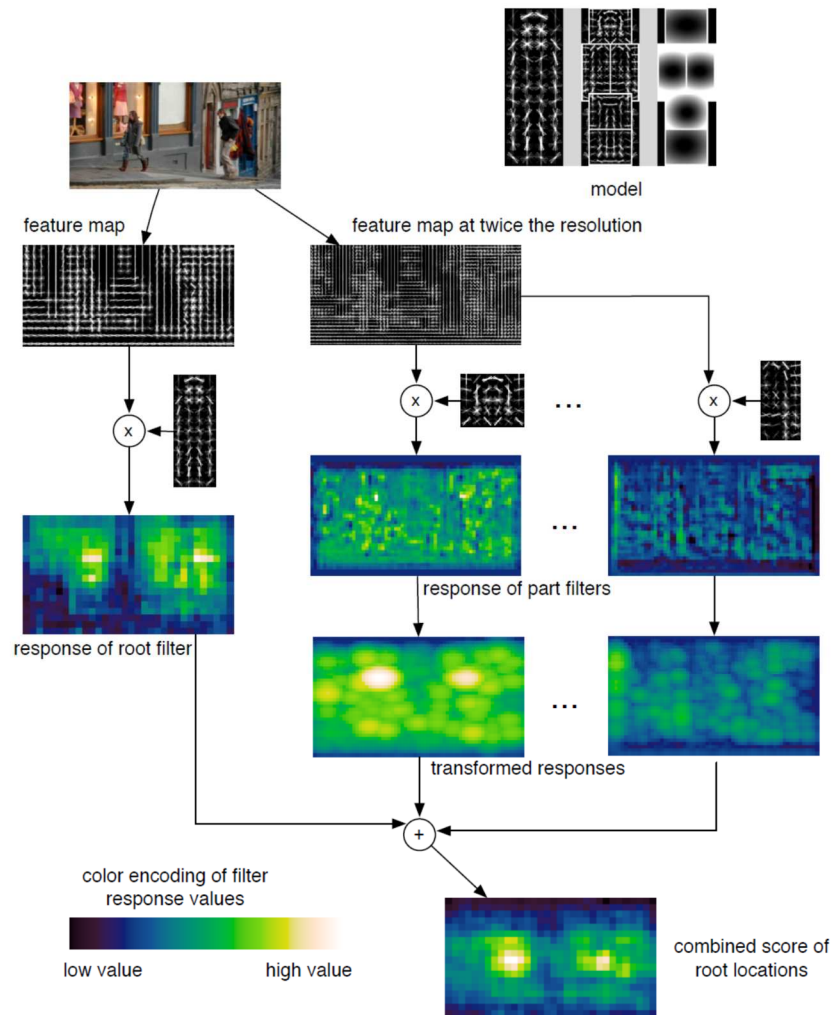 model
feature map
feature map at twice the resolution
x
x
...
x
...
response of part filters
response of root filter
...
transformed responses
+
color encoding of filter
response values
low value
high value
combined score of
root locations